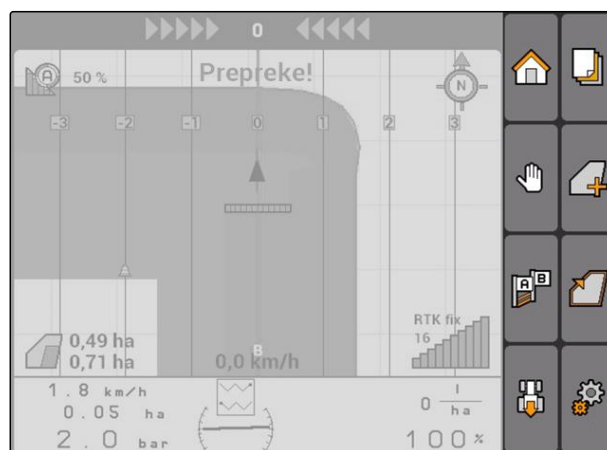 0
50 %
Prepreke!
N
-3 -2 -1 0 1 2 3
A
B
A B
RTK fix
16
0,49 ha
0,71 ha
0,0 km/h
B
1.8 km/h
0.05 ha
2.0 bar
0 l/ha
100%